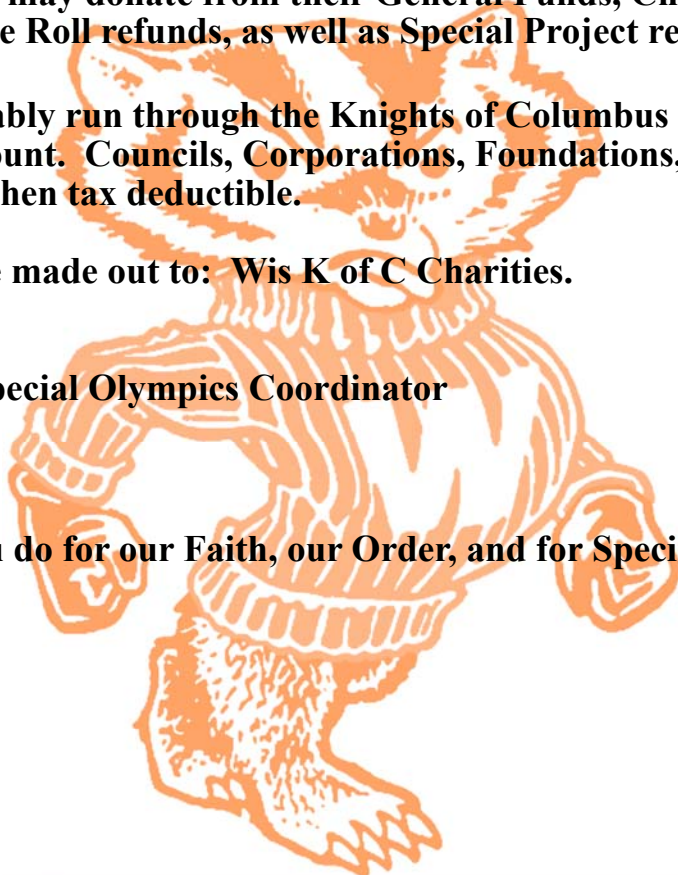 may donate from their General Funds, Ch
e Roll refunds, as well as Special Project re
ably run through the Knights of Columbus
ount. Councils, Corporations, Foundations,
hen tax deductible.
e made out to: Wis K of C Charities.
pecial Olympics Coordinator
u do for our Faith, our Order, and for Speci